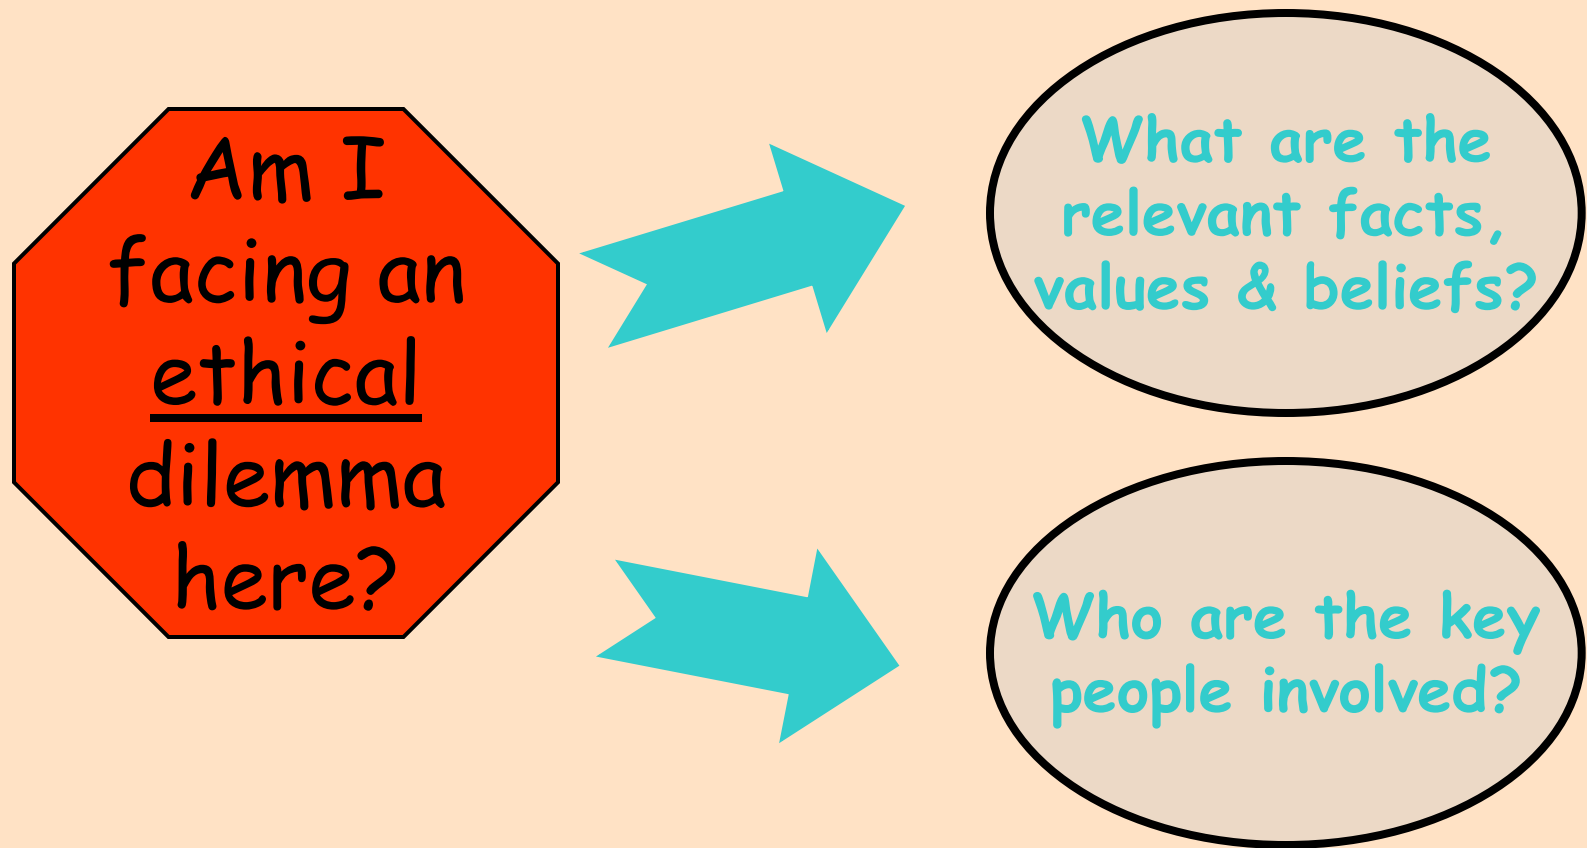 Am I
facing an
ethical
dilemma
here?
What are the
relevant facts,
values & beliefs?
Who are the key
people involved?